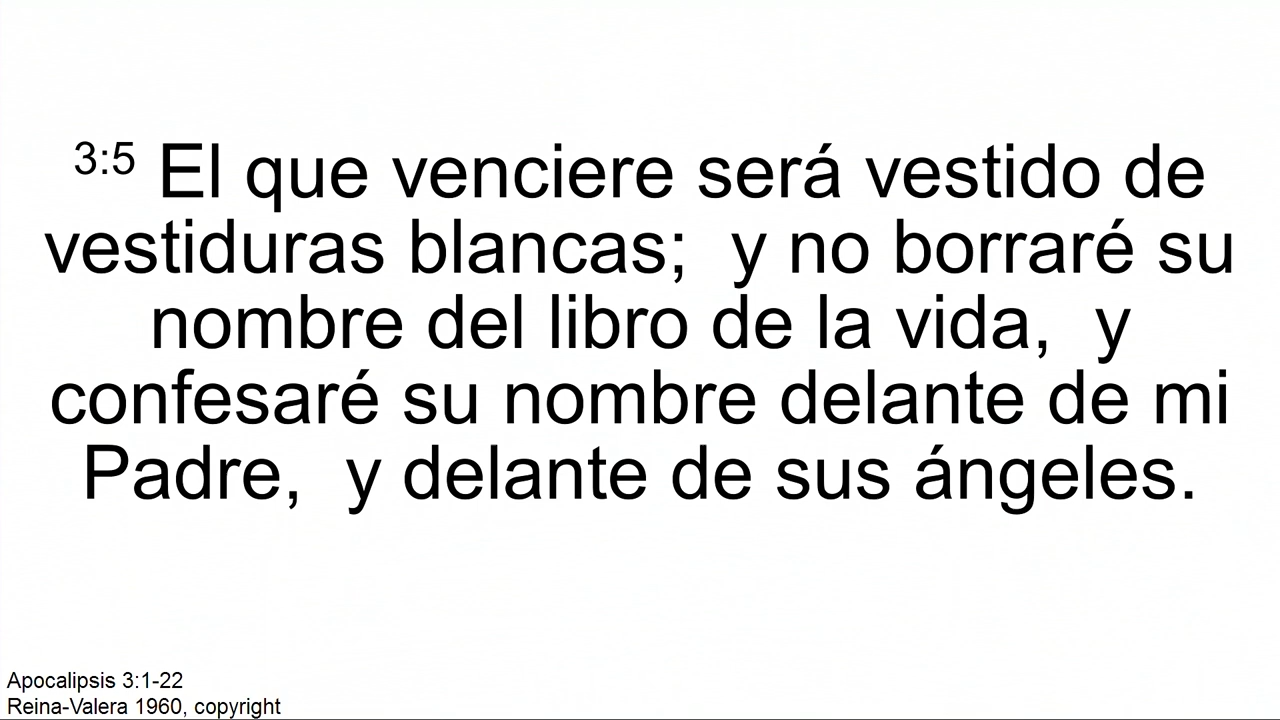 3:5 El que venciere será vestido de
vestiduras blancas; y no borraré su
nombre del libro de la vida, y
confesaré su nombre delante de mi
Padre, y delante de sus ángeles.
Apocalipsis 3:1-22
Reina-Valera 1960, copyright